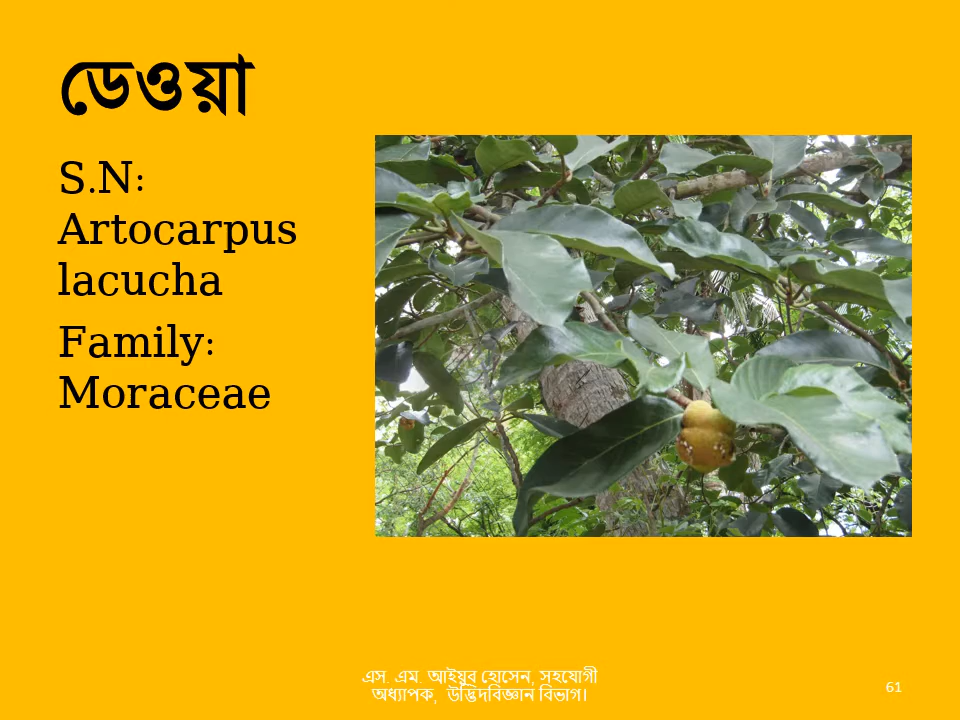 ডেওয়া
S.N:
Artocarpus
lacucha
Family:
Moraceae
এস. এম. আইয়ুব হোসেন, সহযোগী
অধ্যাপক, উদ্ভিদবিজ্ঞান বিভাগ।
61